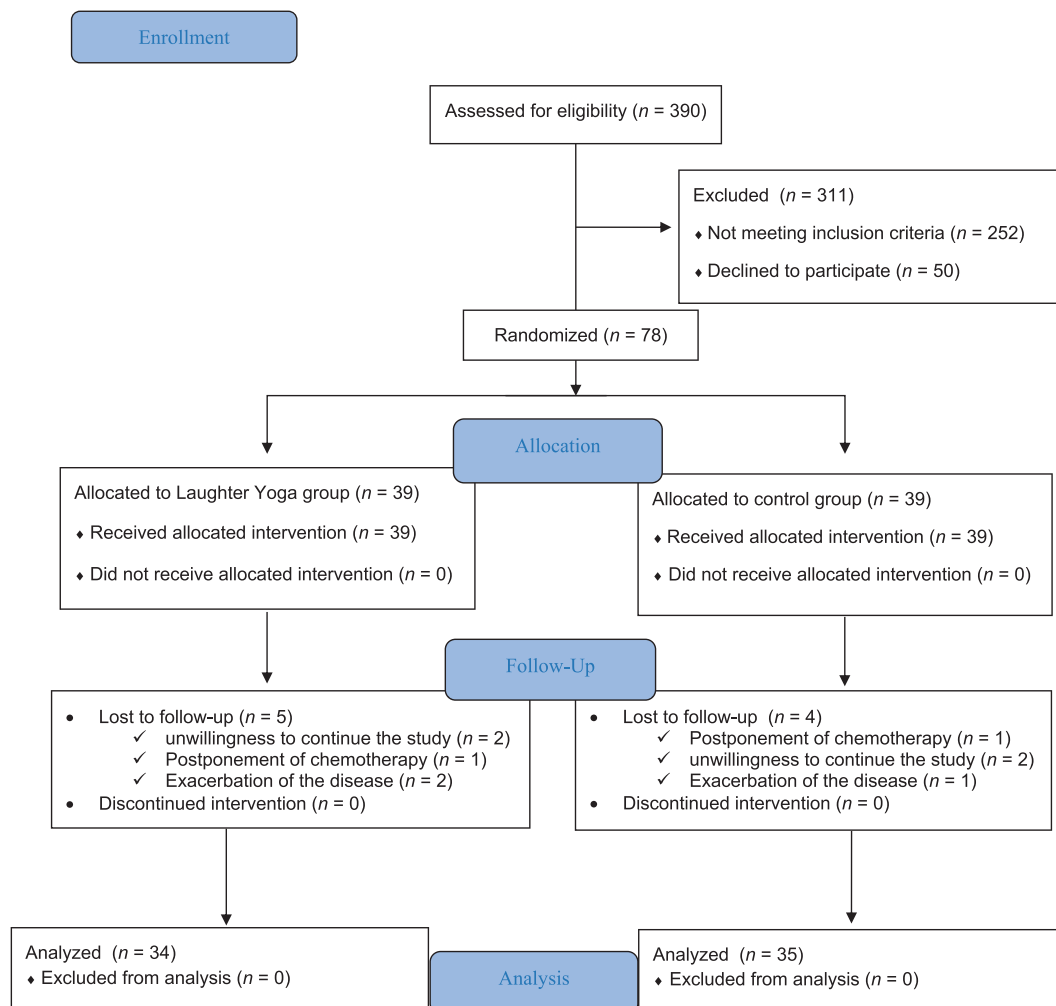 Enrollment
Assessed for eligibility (n = 390)
Excluded (n = 311)
♦ Not meeting inclusion criteria (n = 252)
♦ Declined to participate (n = 50)
Randomized (n = 78)
Allocation
Allocated to Laughter Yoga group (n = 39)
♦ Received allocated intervention (n = 39)
♦ Did not receive allocated intervention (n = 0)
Allocated to control group (n = 39)
♦ Received allocated intervention (n = 39)
♦ Did not receive allocated intervention (n = 0)
Follow-Up
• Lost to follow-up (n = 5)
✓ unwillingness to continue the study (n = 2)
✓ Postponement of chemotherapy (n = 1)
✓ Exacerbation of the disease (n = 2)
• Discontinued intervention (n = 0)
• Lost to follow-up (n = 4)
✓ Postponement of chemotherapy (n = 1)
✓ unwillingness to continue the study (n = 2)
✓ Exacerbation of the disease (n = 1)
• Discontinued intervention (n = 0)
Analyzed (n = 34)
♦ Excluded from analysis (n = 0)
Analysis
Analyzed (n = 35)
♦ Excluded from analysis (n = 0)